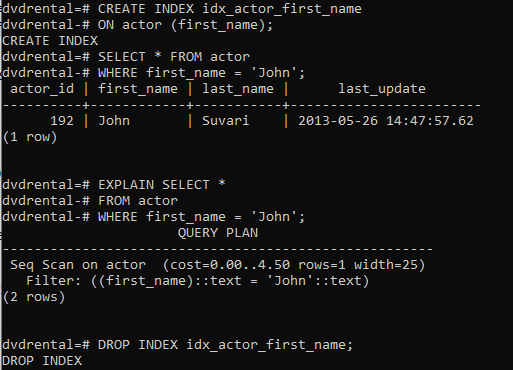 dvdrental=# CREATE INDEX idx_actor_first_name
dvdrental-# ON actor (first_name);
CREATE INDEX
dvdrental=# SELECT * FROM actor
dvdrental-# WHERE first_name = 'John';
 actor_id | first_name | last_name |      last_update
----------+------------+-----------+------------------------
      192 | John       | Suvari    | 2013-05-26 14:47:57.62
(1 row)
dvdrental=# EXPLAIN SELECT *
dvdrental-# FROM actor
dvdrental-# WHERE first_name = 'John';
                      QUERY PLAN
------------------------------------------------------
 Seq Scan on actor  (cost=0.00..4.50 rows=1 width=25)
   Filter: ((first_name)::text = 'John'::text)
(2 rows)
dvdrental=# DROP INDEX idx_actor_first_name;
DROP INDEX